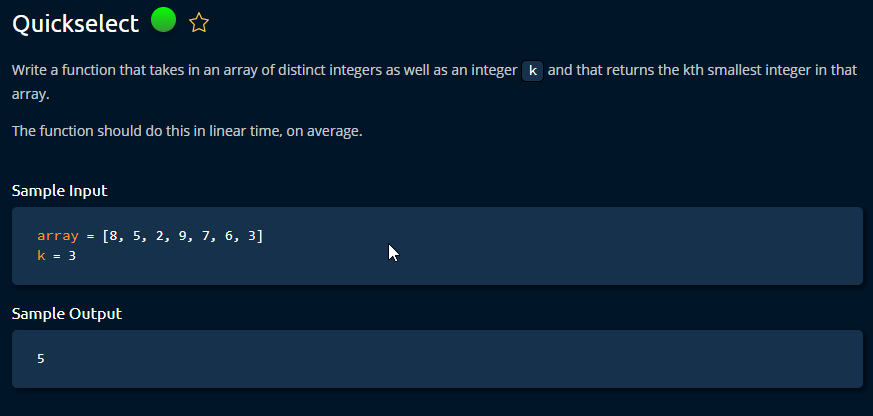 Quickselect
Write a function that takes in an array of distinct integers as well as an integer k and that returns the kth smallest integer in that
array.
The function should do this in linear time, on average.
Sample Input
array = [8, 5, 2, 9, 7, 6, 3]
k = 3
Sample Output
5